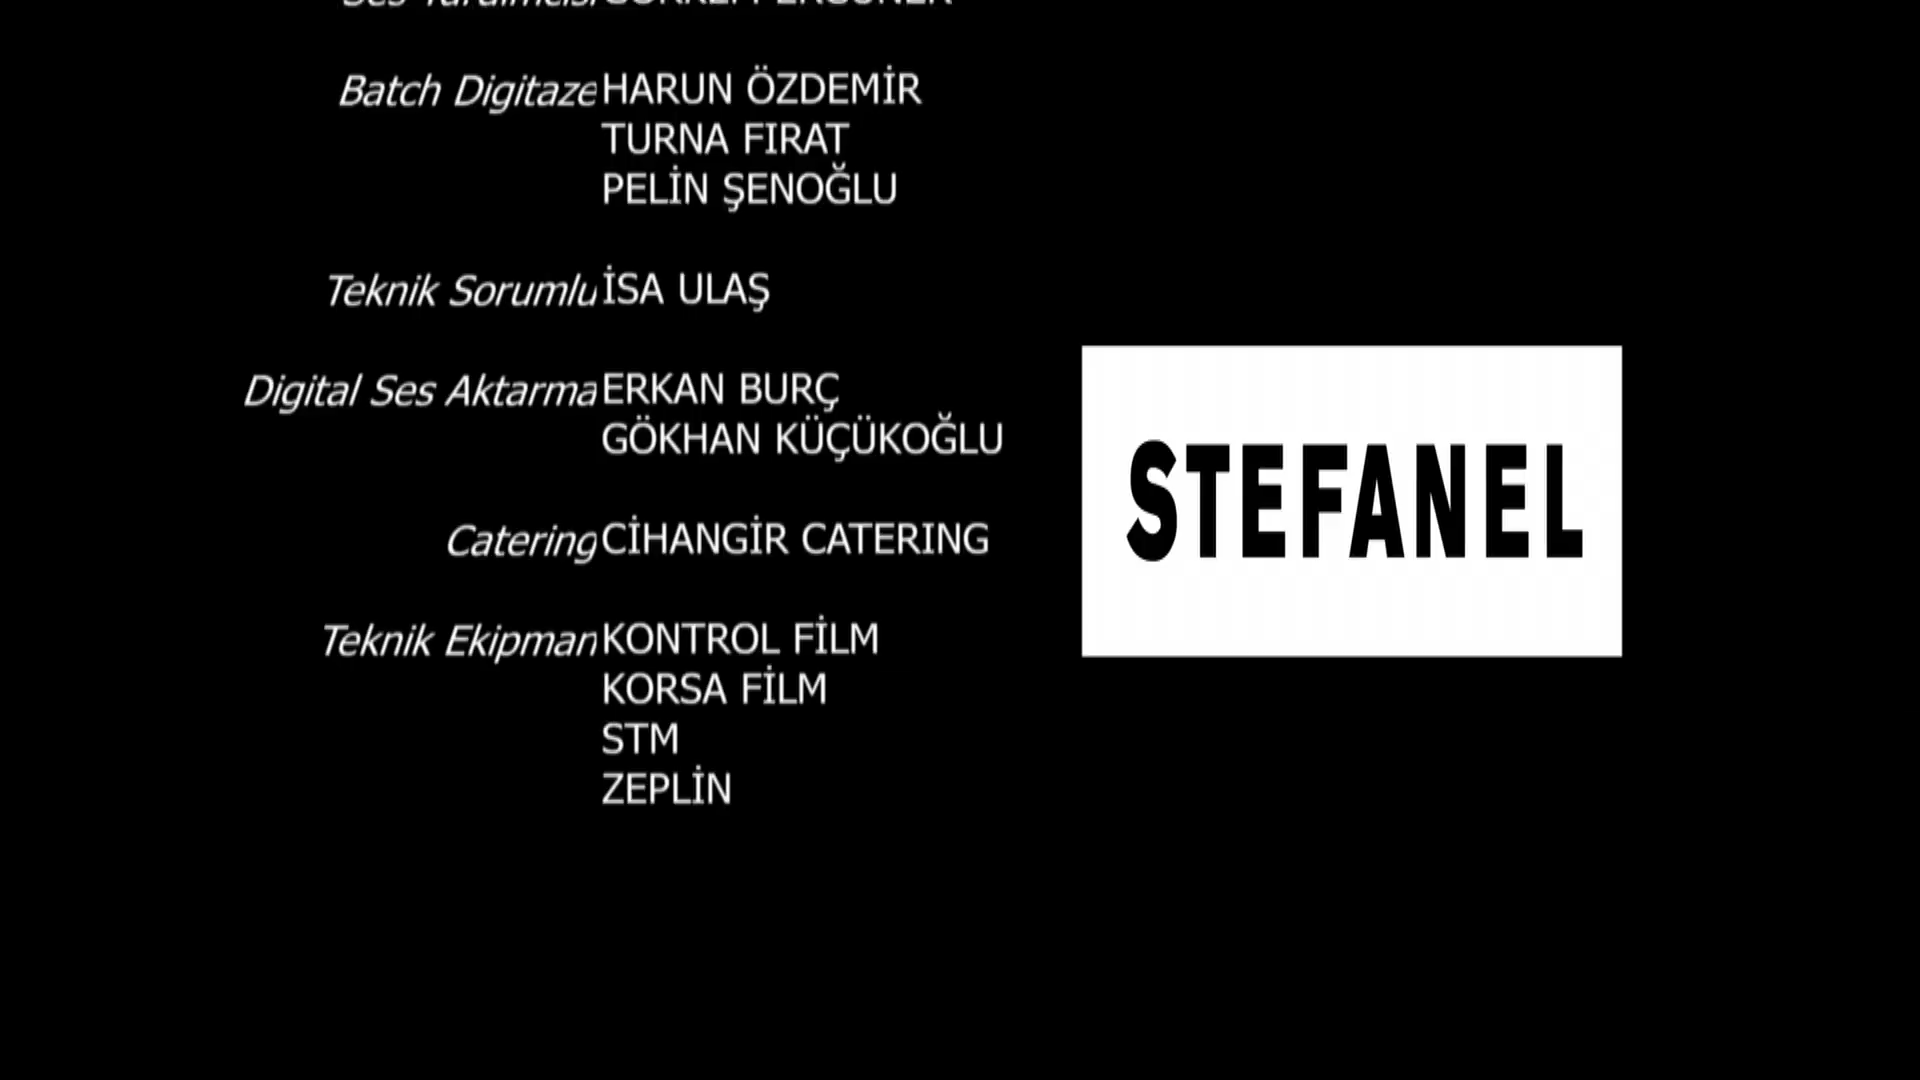 Batch Digitaze HARUN ÖZDEMİR
TURNA FIRAT
PELİN ŞENOĞLU
Teknik Sorumlu İSA ULAŞ
Digital Ses Aktarma ERKAN BURÇ
GÖKHAN KÜÇÜKOĞLU
Catering CİHANGİR CATERING
Teknik Ekipman KONTROL FİLM
KORSA FİLM
STM
ZEPLİN
STEFANEL